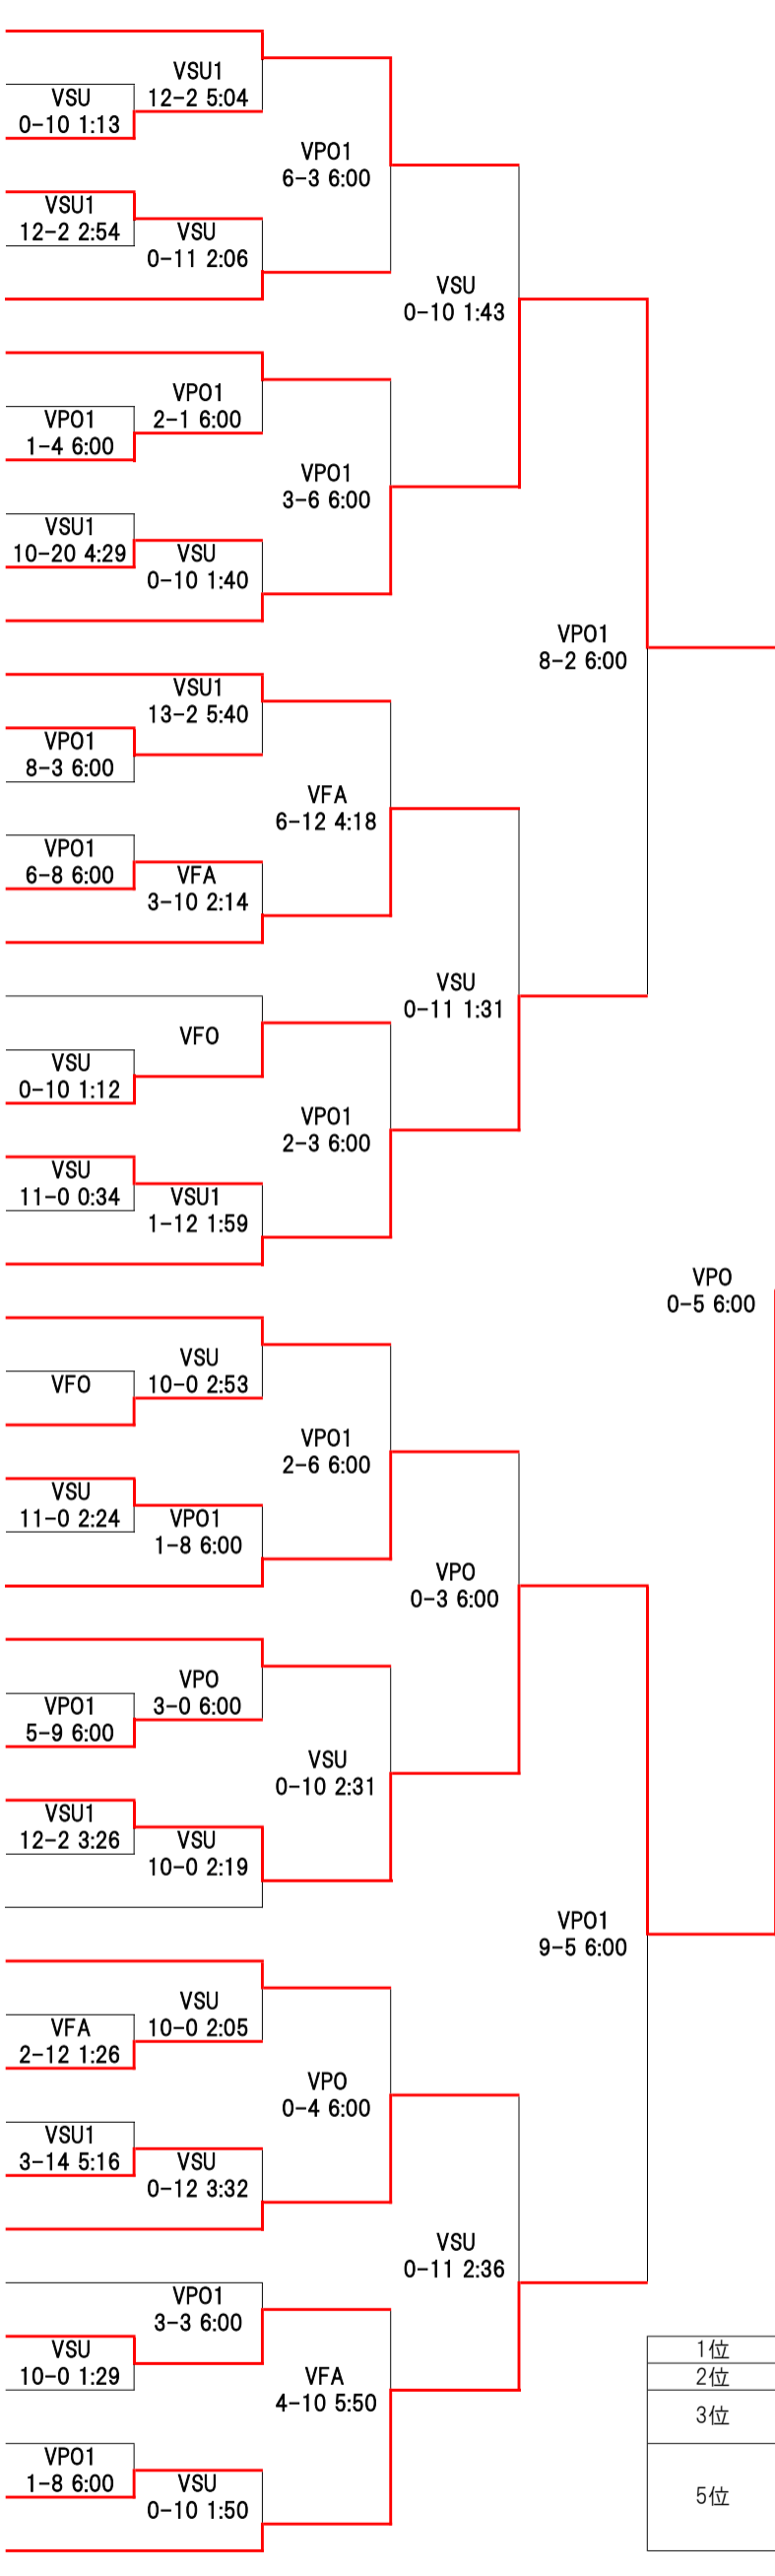 VSU1
12-2 5:04
VSU
0-10 1:13
VPO1
6-3 6:00
VSU1
12-2 2:54
VSU
0-11 2:06
VSU
0-10 1:43
VPO1
2-1 6:00
VPO1
1-4 6:00
VPO1
3-6 6:00
VSU1
10-20 4:29
VSU
0-10 1:40
VPO1
8-2 6:00
VSU1
13-2 5:40
VPO1
8-3 6:00
VFA
6-12 4:18
VPO1
6-8 6:00
VFA
3-10 2:14
VSU
0-11 1:31
VFO
VSU
0-10 1:12
VPO1
2-3 6:00
VSU
11-0 0:34
VSU1
1-12 1:59
VPO
0-5 6:00
VSU
10-0 2:53
VFO
VPO1
2-6 6:00
VSU
11-0 2:24
VPO1
1-8 6:00
VPO
0-3 6:00
VPO
3-0 6:00
VPO1
5-9 6:00
VSU
0-10 2:31
VSU1
12-2 3:26
VSU
10-0 2:19
VPO1
9-5 6:00
VSU
10-0 2:05
VFA
2-12 1:26
VPO
0-4 6:00
VSU1
3-14 5:16
VSU
0-12 3:32
VSU
0-11 2:36
VPO1
3-3 6:00
VSU
10-0 1:29
VFA
4-10 5:50
VPO1
1-8 6:00
VSU
0-10 1:50
1位
2位
3位
5位